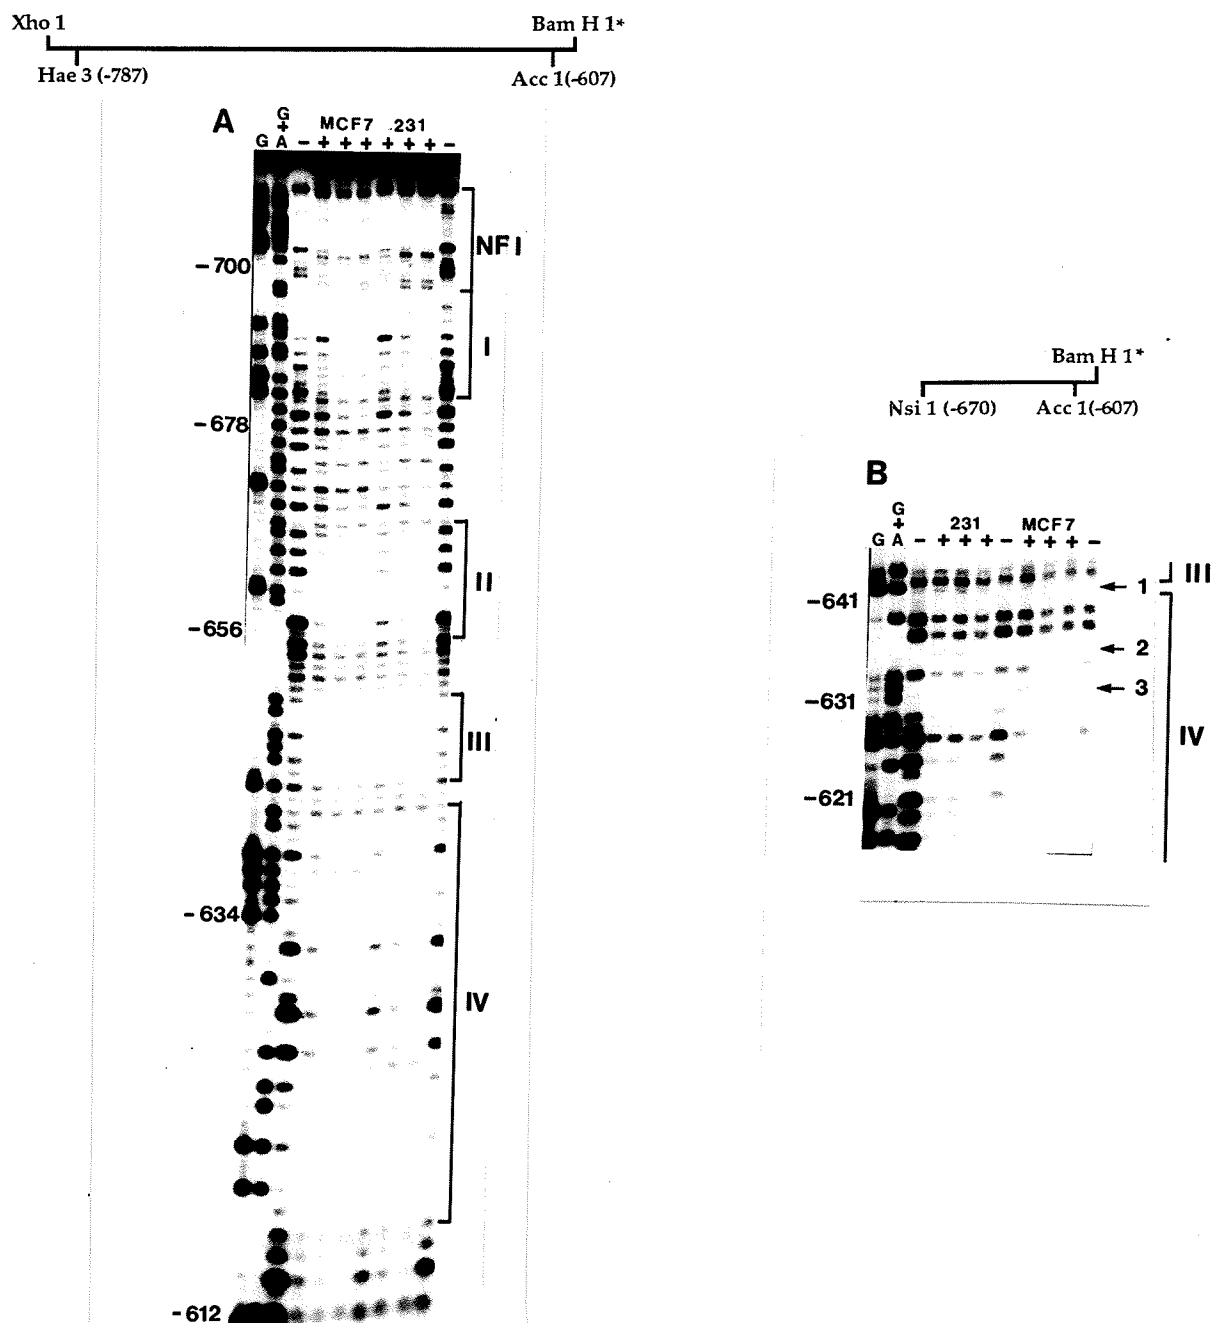 Xho 1
Bam H 1*
Hae 3 (-787)
Acc 1(-607)
A
G
+
MCF7 231
G A - + + + + + + -
NF I
-700
I
-678
II
-656
III
-634
IV
-612
Bam H 1*
Nsi 1 (-670)
Acc 1(-607)
B
G
+
231 MCF7
G A - + + + - + + + -
III
1
-641
2
3
-631
IV
-621